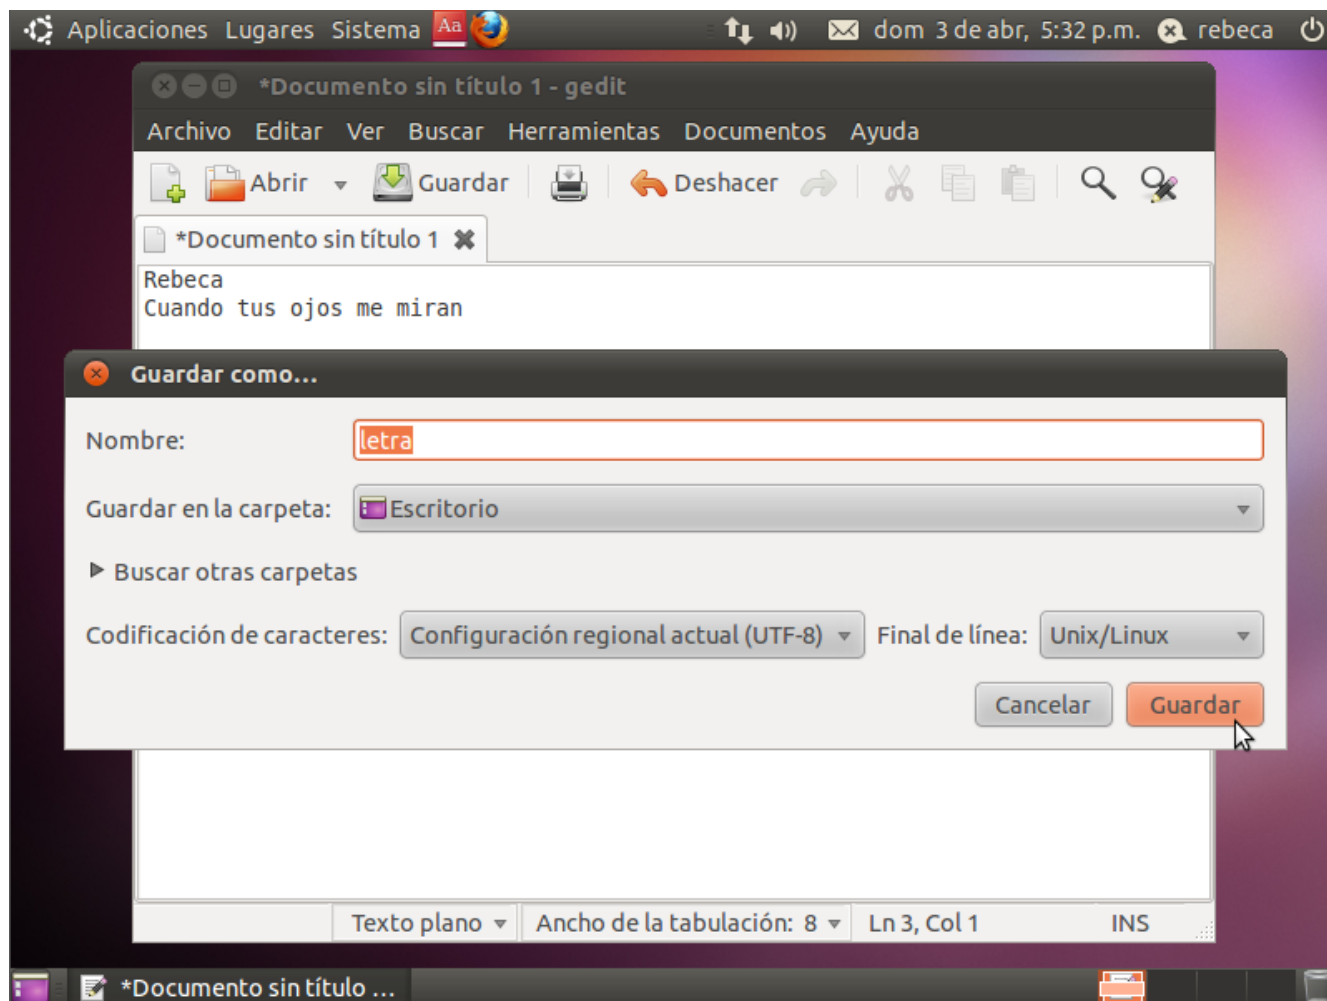 Aplicaciones Lugares Sistema Aa dom 3 de abr, 5:32 p.m. rebeca
*Documento sin título 1 - gedit
Archivo Editar Ver Buscar Herramientas Documentos Ayuda
Abrir Guardar Deshacer
*Documento sin título 1
Rebeca
Cuando tus ojos me miran
Guardar como...
Nombre: letra
Guardar en la carpeta: Escritorio
Buscar otras carpetas
Codificación de caracteres: Configuración regional actual (UTF-8) Final de línea: Unix/Linux
Cancelar Guardar
Texto plano Ancho de la tabulación: 8 Ln 3, Col 1 INS
*Documento sin título ...